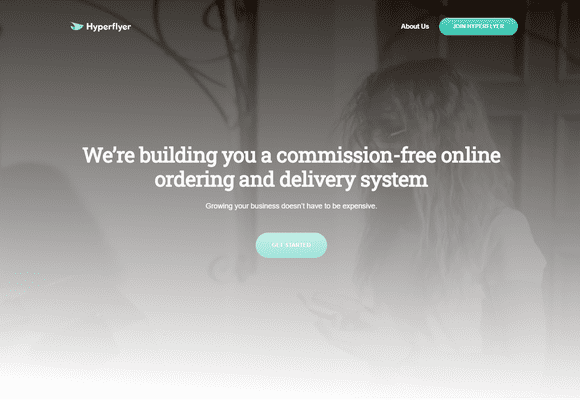 Hyperflyer
About Us
JOIN HYPERFLYER
We're building you a commission-free online
ordering and delivery system
Growing your business doesn't have to be expensive.
GET STARTED